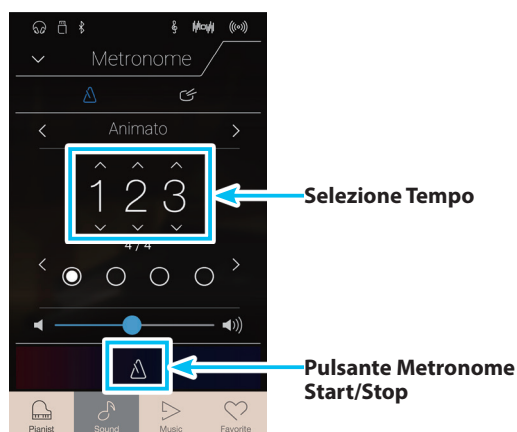 Metronome
Animato
1 2 3
4 / 4
Selezione Tempo
Pulsante Metronome
Start/Stop
Pianist Sound Music Favorite